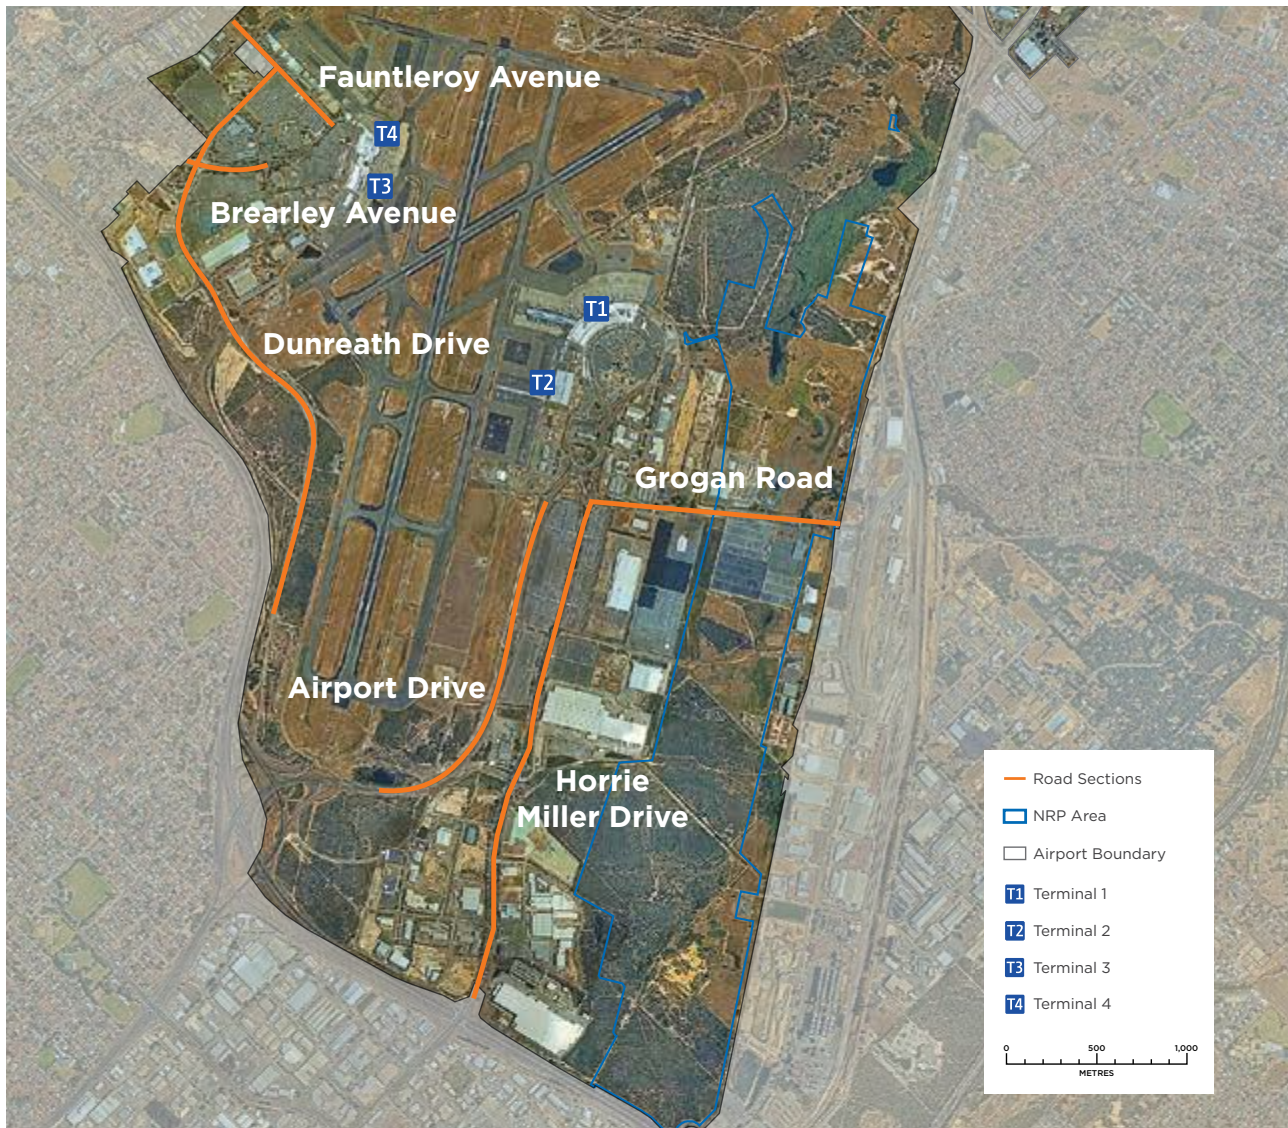 Fauntleroy Avenue
T4
T3
Brearley Avenue
T1
Dunreath Drive
T2
Grogan Road
Airport Drive
Horrie
Miller Drive
Road Sections
NRP Area
Airport Boundary
T1 Terminal 1
T2 Terminal 2
T3 Terminal 3
T4 Terminal 4
0 500 1,000
METRES